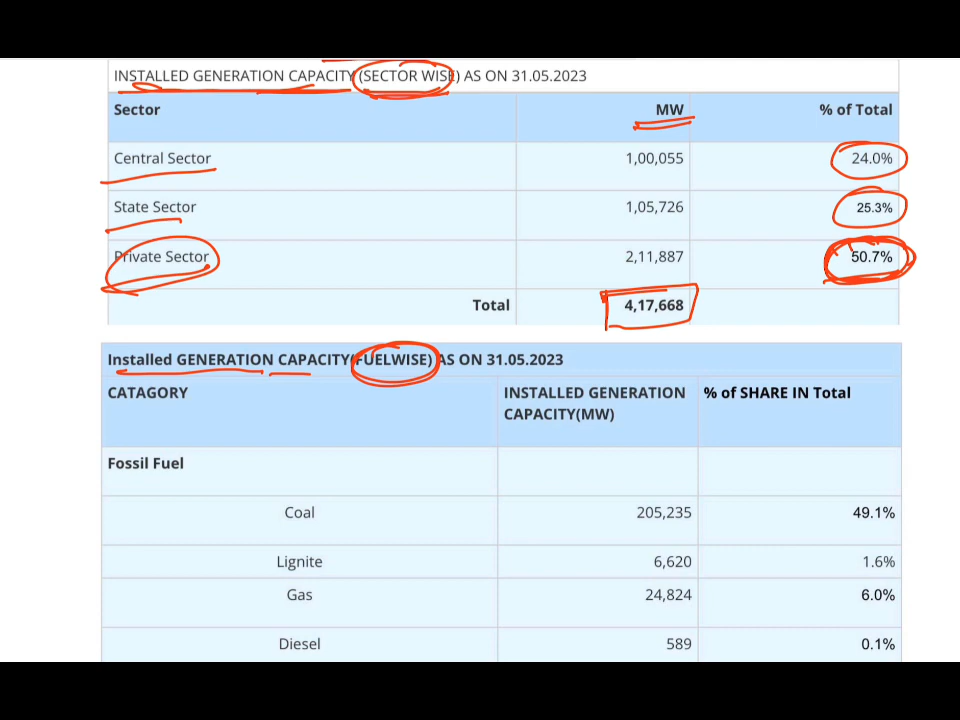 INSTALLED GENERATION CAPACITY (SECTOR WISE) AS ON 31.05.2023
Sector MW % of Total
Central Sector 1,00,055 24.0%
State Sector 1,05,726 25.3%
Private Sector 2,11,887 50.7%
Total 4,17,668
Installed GENERATION CAPACITY(FUELWISE) AS ON 31.05.2023
CATAGORY INSTALLED GENERATION % of SHARE IN Total
CAPACITY(MW)
Fossil Fuel
Coal 205,235 49.1%
Lignite 6,620 1.6%
Gas 24,824 6.0%
Diesel 589 0.1%